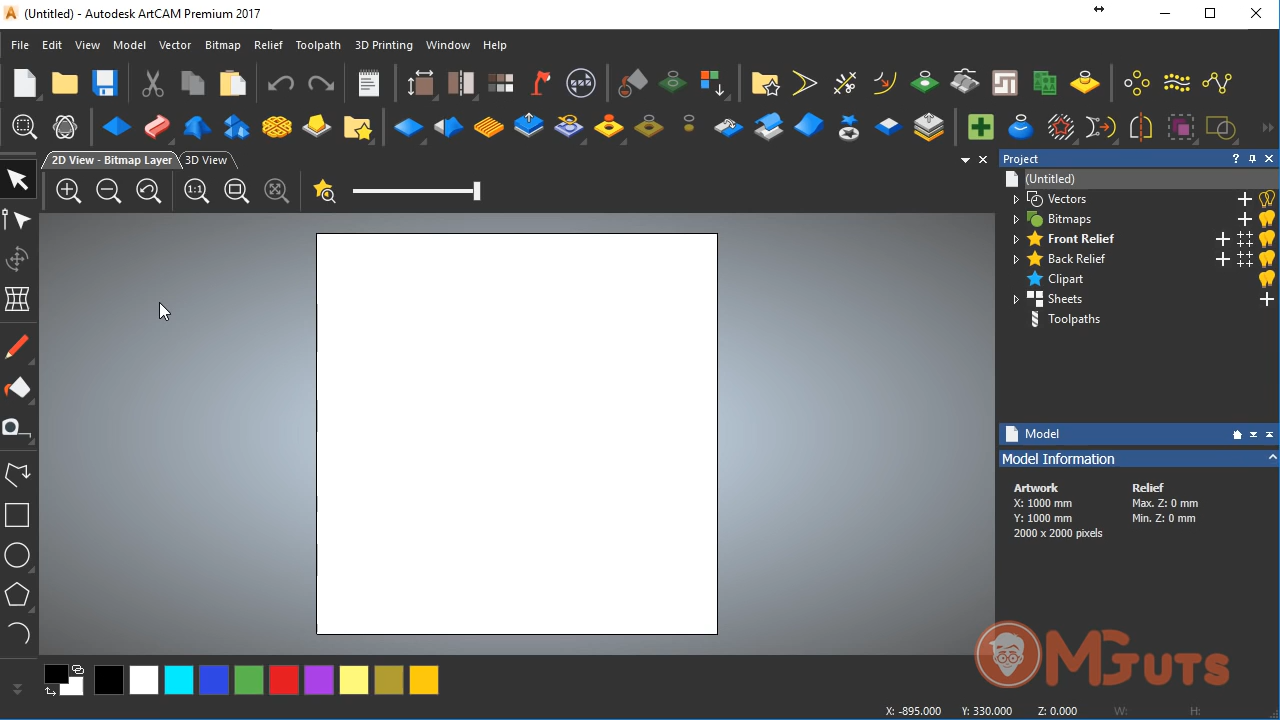 (Untitled) - Autodesk ArtCAM Premium 2017
File Edit View Model Vector Bitmap Relief Toolpath 3D Printing Window Help
2D View - Bitmap Layer 3D View
1:1
Project
(Untitled)
Vectors
Bitmaps
Front Relief
Back Relief
Clipart
Sheets
Toolpaths
Model
Model Information
Artwork Relief
X: 1000 mm Max. Z: 0 mm
Y: 1000 mm Min. Z: 0 mm
2000 x 2000 pixels
MGUTS
X: -895.000 Y: 330.000 Z: 0.000 W: H: